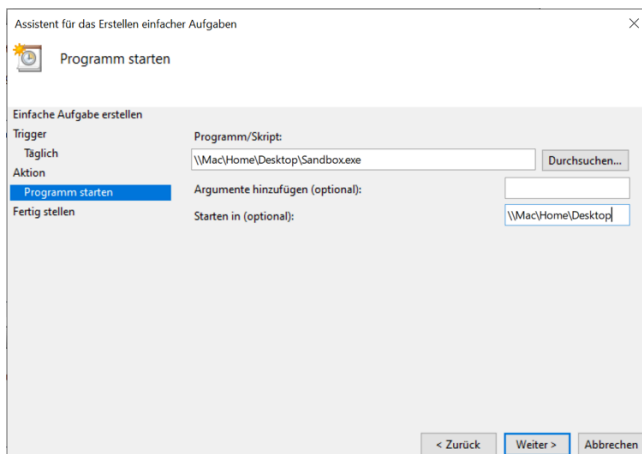 Assistent für das Erstellen einfacher Aufgaben
Programm starten
Einfache Aufgabe erstellen
Trigger
Täglich
Aktion
Programm starten
Fertig stellen
Programm/Skript:
\\Mac\Home\Desktop\Sandbox.exe
Durchsuchen...
Argumente hinzufügen (optional):
Starten in (optional):
\\Mac\Home\Desktop
< Zurück
Weiter >
Abbrechen